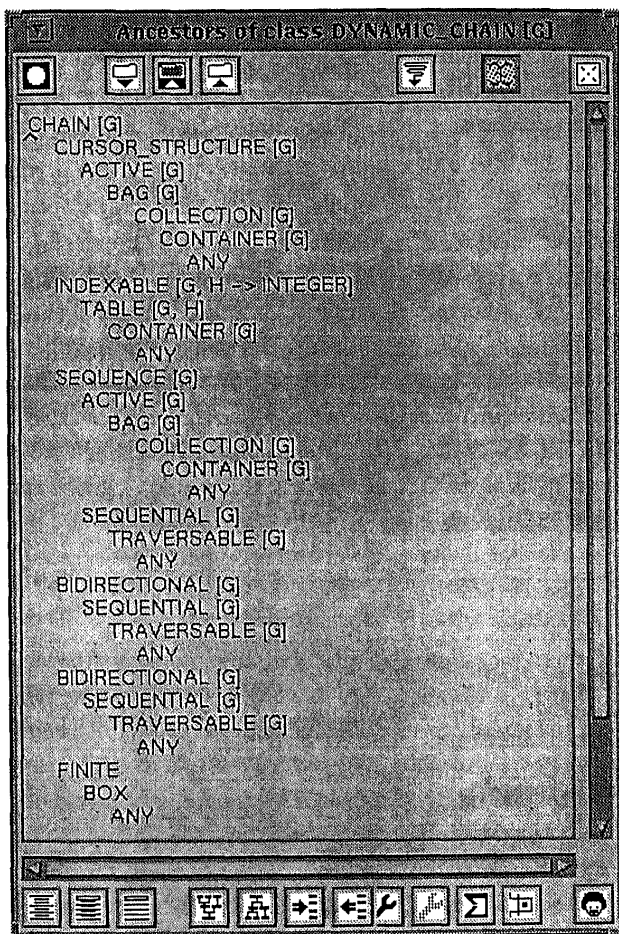 Ancestors of class DYNAMIC_CHAIN [G]
CHAIN [G]
CURSOR_STRUCTURE [G]
ACTIVE [G]
BAG [G]
COLLECTION [G]
CONTAINER [G]
ANY
INDEXABLE [G, H -> INTEGER]
TABLE [G, H]
CONTAINER [G]
ANY
SEQUENCE [G]
ACTIVE [G]
BAG [G]
COLLECTION [G]
CONTAINER [G]
ANY
SEQUENTIAL [G]
TRAVERSABLE [G]
ANY
BIDIRECTIONAL [G]
SEQUENTIAL [G]
TRAVERSABLE [G]
ANY
BIDIRECTIONAL [G]
SEQUENTIAL [G]
TRAVERSABLE [G]
ANY
FINITE
BOX
ANY